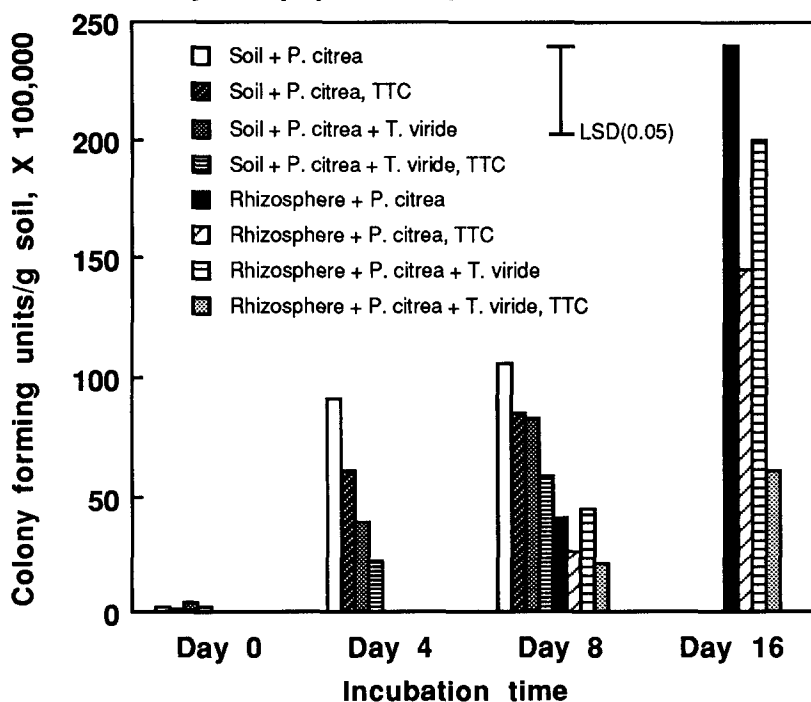 Colony forming units/g soil, X 100,000
250
200
150
100
50
0
Soil + P. citrea
Soil + P. citrea, TTC
Soil + P. citrea + T. viride
Soil + P. citrea + T. viride, TTC
Rhizosphere + P. citrea
Rhizosphere + P. citrea, TTC
Rhizosphere + P. citrea + T. viride
Rhizosphere + P. citrea + T. viride, TTC
LSD(0.05)
Day 0 Day 4 Day 8 Day 16
Incubation time